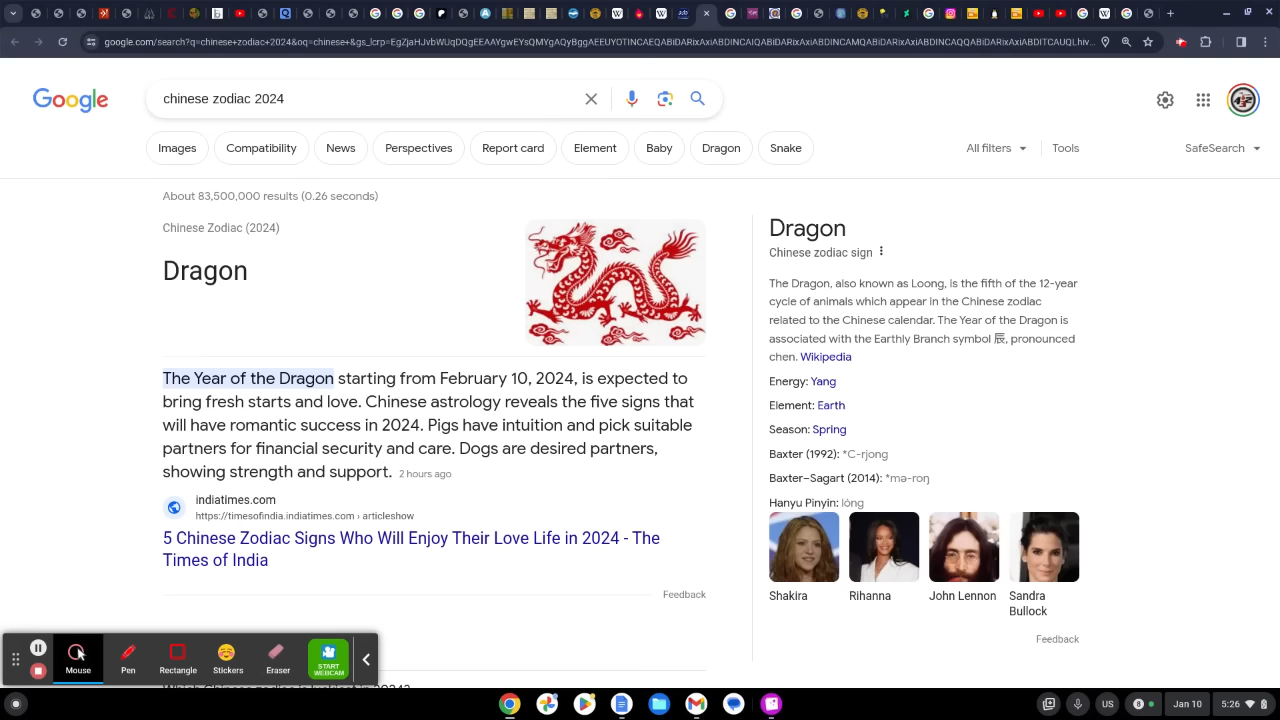 google.com/search?q=chinese+zodiac+2024&oq=chinese+&gs_lcrp=EgZjaHJvbWUqDQgEEAAYgwEYsQMYgAQyBggAEEUYOTINCAEQABiDARixAxiABDINCAIQABiDARixAxiABDINCAMQABiDARixAxiABDINCAQQABiDARixAxiABDITCAUQLhiv...
Google
chinese zodiac 2024
Images
Compatibility
News
Perspectives
Report card
Element
Baby
Dragon
Snake
All filters
Tools
SafeSearch
About 83,500,000 results (0.26 seconds)
Chinese Zodiac (2024)
Dragon
The Year of the Dragon starting from February 10, 2024, is expected to
bring fresh starts and love. Chinese astrology reveals the five signs that
will have romantic success in 2024. Pigs have intuition and pick suitable
partners for financial security and care. Dogs are desired partners,
showing strength and support. 2 hours ago
indiatimes.com
https://timesofindia.indiatimes.com › articleshow
5 Chinese Zodiac Signs Who Will Enjoy Their Love Life in 2024 - The
Times of India
Feedback
Dragon
Chinese zodiac sign
The Dragon, also known as Loong, is the fifth of the 12-year
cycle of animals which appear in the Chinese zodiac
related to the Chinese calendar. The Year of the Dragon is
associated with the Earthly Branch symbol 辰, pronounced
chen. Wikipedia
Energy: Yang
Element: Earth
Season: Spring
Baxter (1992): *C-rjong
Baxter–Sagart (2014): *mə-roŋ
Hanyu Pinyin: lóng
Shakira
Rihanna
John Lennon
Sandra
Bullock
Feedback
Mouse
Pen
Rectangle
Stickers
Eraser
START
WEBCAM
US
8
Jan 10
5:26